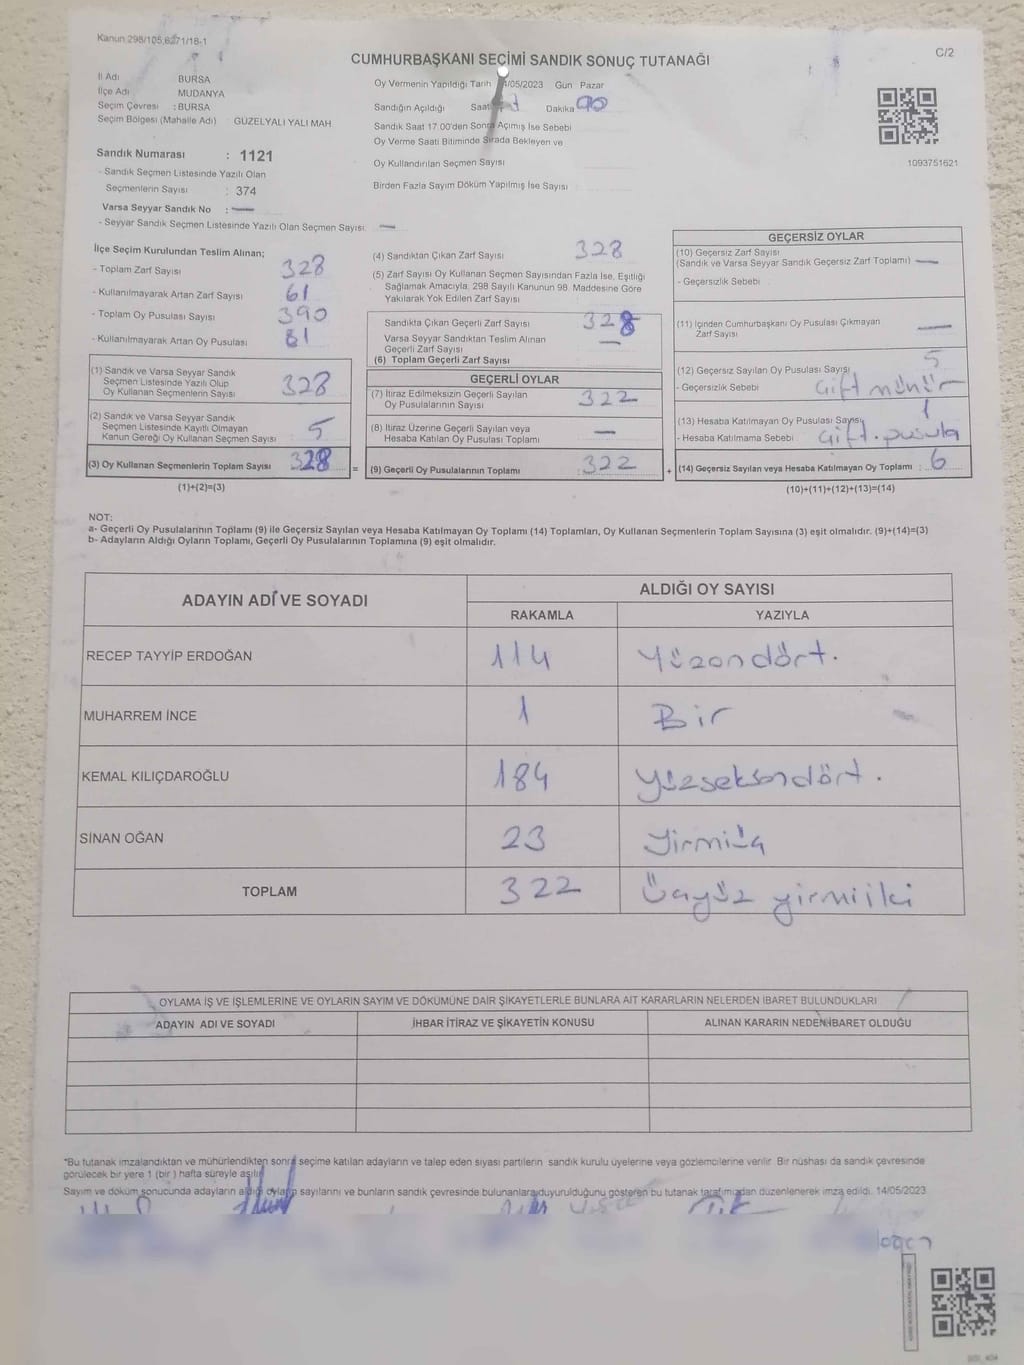 Kanun 298/105,6271/18-1
C/2
CUMHURBAŞKANI SEÇİMİ SANDIK SONUÇ TUTANAĞI
İl Adı BURSA
İlçe Adı MUDANYA
Seçim Çevresi : BURSA
Seçim Bölgesi (Mahalle Adı) GÜZELYALI YALI MAH
Oy Vermenin Yapıldığı Tarih /05/2023 Gün Pazar
Sandığın Açıldığı Saat Dakika 00
Sandık Saat 17:00'den Sonra Açımış İse Sebebi
Oy Verme Saati Bitiminde Sırada Bekleyen ve
Oy Kullandırılan Seçmen Sayısı
Birden Fazla Sayım Döküm Yapılmış İse Sayısı
1093751621
Sandık Numarası : 1121
- Sandık Seçmen Listesinde Yazılı Olan
Seçmenlerin Sayısı : 374
Varsa Seyyar Sandık No : —
- Seyyar Sandık Seçmen Listesinde Yazılı Olan Seçmen Sayısı: —
İlçe Seçim Kurulundan Teslim Alınan;
- Toplam Zarf Sayısı 328
- Kullanılmayarak Artan Zarf Sayısı 61
- Toplam Oy Pusulası Sayısı 390
- Kullanılmayarak Artan Oy Pusulası 81
(1) Sandık ve Varsa Seyyar Sandık
Seçmen Listesinde Yazılı Olup
Oy Kullanan Seçmenlerin Sayısı 328
(2) Sandık ve Varsa Seyyar Sandık
Seçmen Listesinde Kayıtlı Olmayan
Kanun Gereği Oy Kullanan Seçmen Sayısı 5
(3) Oy Kullanan Seçmenlerin Toplam Sayısı 328
(1)+(2)=(3)
(4) Sandıktan Çıkan Zarf Sayısı 328
(5) Zarf Sayısı Oy Kullanan Seçmen Sayısından Fazla İse, Eşitliği
Sağlamak Amacıyla, 298 Sayılı Kanunun 98. Maddesine Göre
Yakılarak Yok Edilen Zarf Sayısı
Sandıkta Çıkan Geçerli Zarf Sayısı 328
Varsa Seyyar Sandıktan Teslim Alınan
Geçerli Zarf Sayısı —
(6) Toplam Geçerli Zarf Sayısı
GEÇERLİ OYLAR
(7) İtiraz Edilmeksizin Geçerli Sayılan
Oy Pusulalarının Sayısı 322
(8) İtiraz Üzerine Geçerli Sayılan veya
Hesaba Katılan Oy Pusulası Toplamı —
= (9) Geçerli Oy Pusulalarının Toplamı 322 +
GEÇERSİZ OYLAR
(10) Geçersiz Zarf Sayısı
(Sandık ve Varsa Seyyar Sandık Geçersiz Zarf Toplamı) —
- Geçersizlik Sebebi
(11) İçinden Cumhurbaşkanı Oy Pusulası Çıkmayan
Zarf Sayısı —
(12) Geçersiz Sayılan Oy Pusulası Sayısı 5
- Geçersizlik Sebebi Çift mühür
(13) Hesaba Katılmayan Oy Pusulası Sayısı 1
- Hesaba Katılmama Sebebi Çift.pusula
(14) Geçersiz Sayılan veya Hesaba Katılmayan Oy Toplamı : 6
(10)+(11)+(12)+(13)=(14)
NOT:
a- Geçerli Oy Pusulalarının Toplamı (9) ile Geçersiz Sayılan veya Hesaba Katılmayan Oy Toplamı (14) Toplamları, Oy Kullanan Seçmenlerin Toplam Sayısına (3) eşit olmalıdır. (9)+(14)=(3)
b- Adayların Aldığı Oyların Toplamı, Geçerli Oy Pusulalarının Toplamına (9) eşit olmalıdır.
ADAYIN ADI VE SOYADI
ALDIĞI OY SAYISI
RAKAMLA YAZIYLA
RECEP TAYYİP ERDOĞAN 114 Yüzondört.
MUHARREM İNCE 1 Bir
KEMAL KILIÇDAROĞLU 184 yüzseksendört.
SİNAN OĞAN 23 yirmiüç
TOPLAM 322 Üçyüz yirmiiki
OYLAMA İŞ VE İŞLEMLERİNE VE OYLARIN SAYIM VE DÖKÜMÜNE DAİR ŞİKAYETLERLE BUNLARA AİT KARARLARIN NELERDEN İBARET BULUNDUKLARI
ADAYIN ADI VE SOYADI İHBAR İTİRAZ VE ŞİKAYETİN KONUSU ALINAN KARARIN NEDEN İBARET OLDUĞU
*Bu tutanak imzalandıktan ve mühürlendikten sonra seçime katılan adayların ve talep eden siyasi partilerin sandık kurulu üyelerine veya gözlemcilerine verilir. Bir nüshası da sandık çevresinde
görülecek bir yere 1 (bir) hafta süreyle asılır
Sayım ve döküm sonucunda adayların aldığı oyların sayılarını ve bunların sandık çevresinde bulunanlara duyurulduğunu gösteren bu tutanak tarafımızdan düzenlenerek imza edildi. 14/05/2023